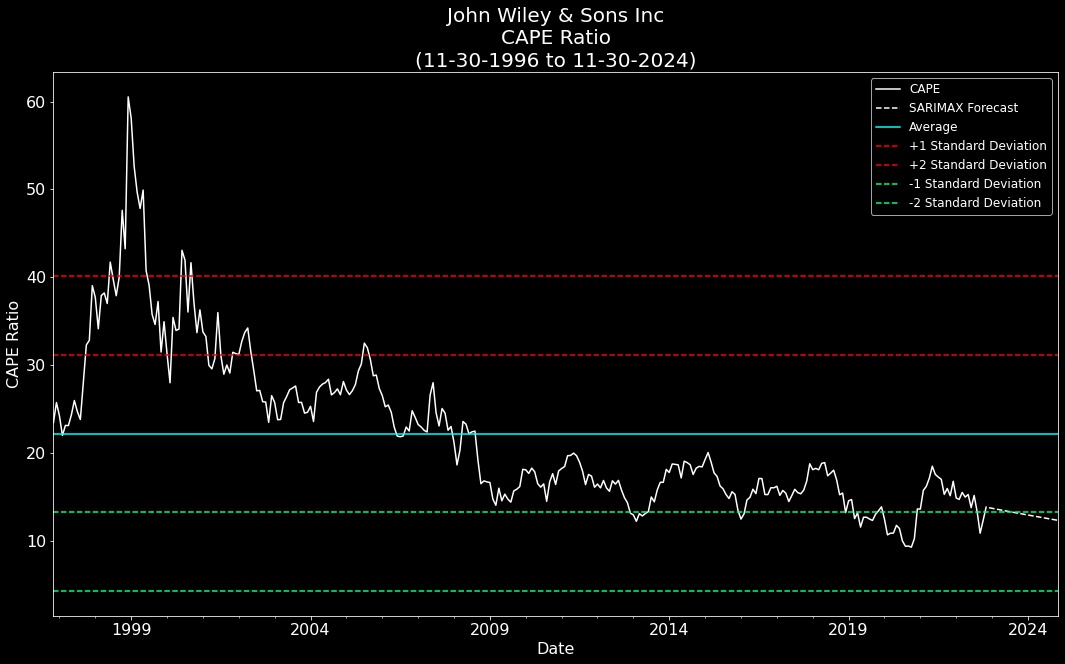 John Wiley & Sons Inc
CAPE Ratio
(11-30-1996 to 11-30-2024)
CAPE
SARIMAX Forecast
Average
+1 Standard Deviation
+2 Standard Deviation
-1 Standard Deviation
-2 Standard Deviation
CAPE Ratio
60
50
40
30
20
10
1999
2004
2009
2014
2019
2024
Date